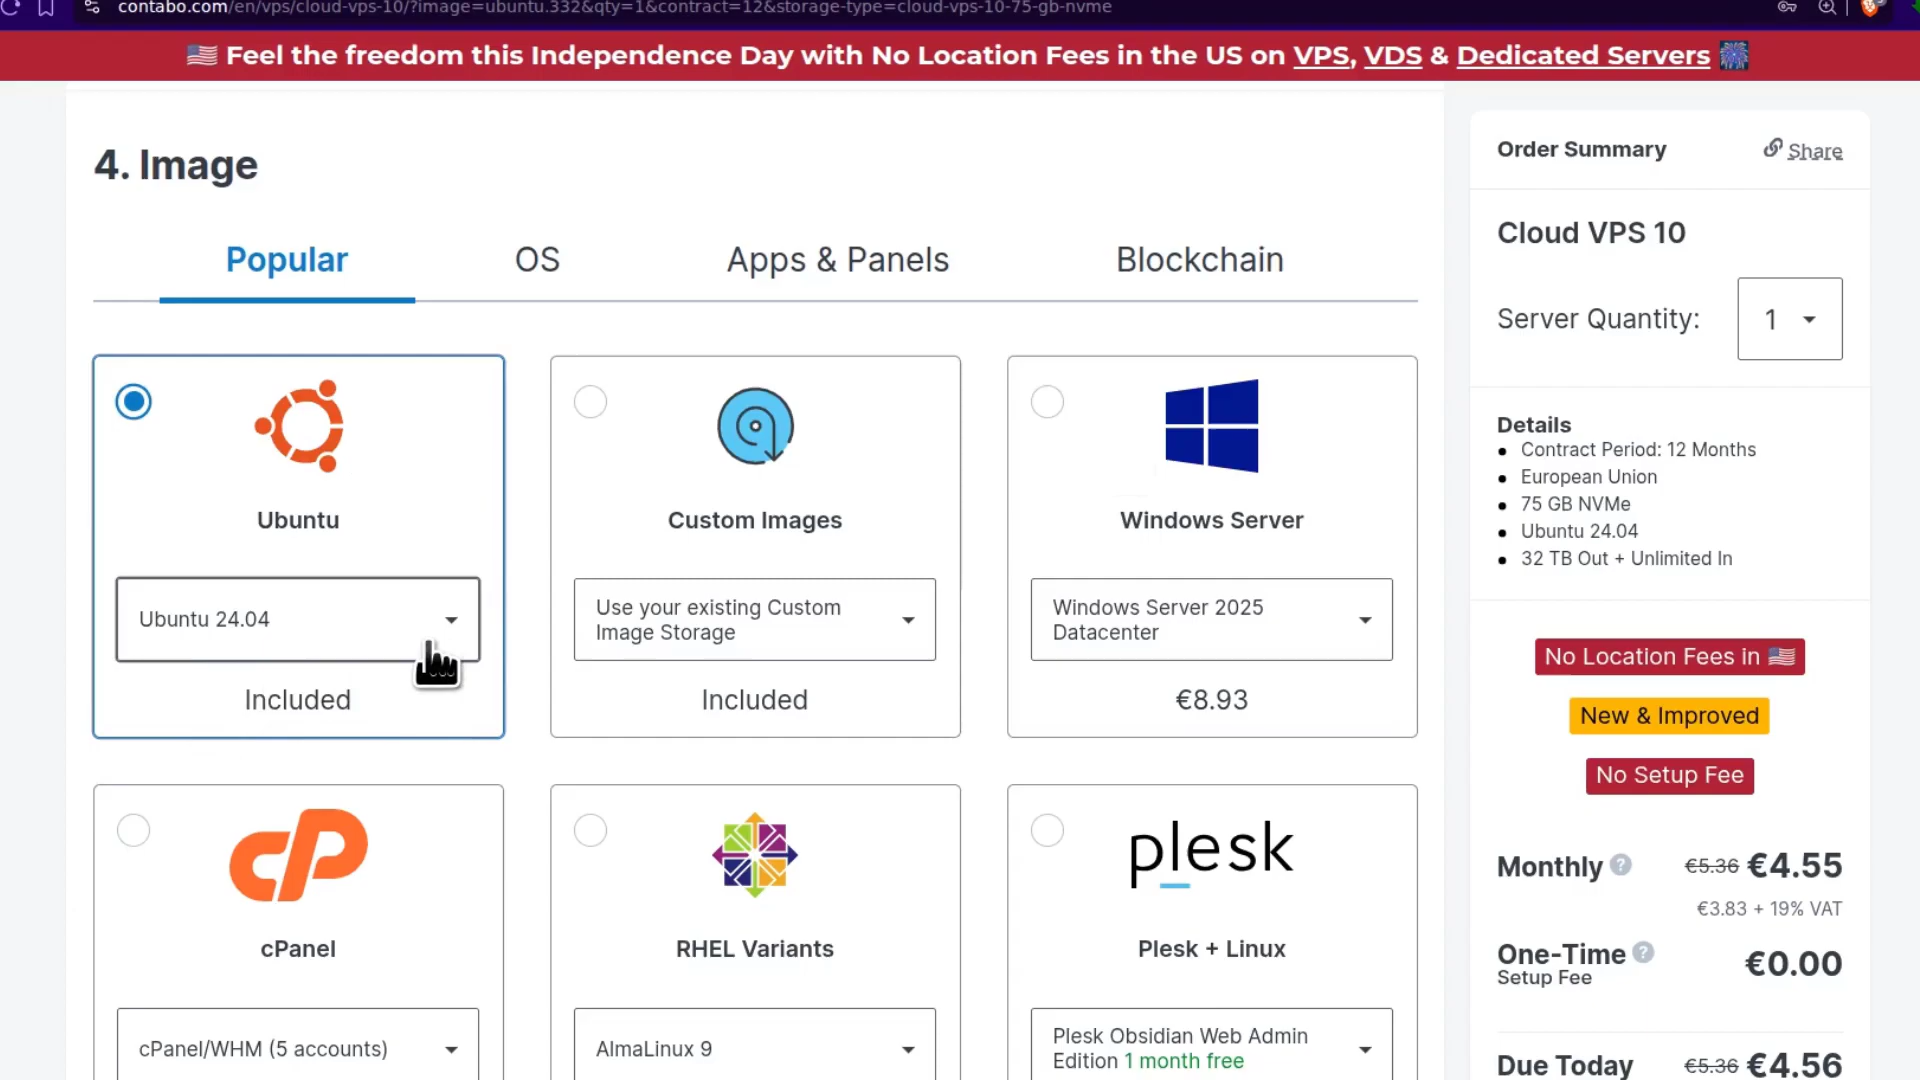 contabo.com/en/vps/cloud-vps-10/?image=ubuntu.332&qty=1&contract=12&storage-type=cloud-vps-10-75-gb-nvme
Feel the freedom this Independence Day with No Location Fees in the US on VPS, VDS & Dedicated Servers
4. Image
Popular
OS
Apps & Panels
Blockchain
Ubuntu
Ubuntu 24.04
Included
Custom Images
Use your existing Custom
Image Storage
Included
Windows Server
Windows Server 2025
Datacenter
€8.93
cPanel
cPanel/WHM (5 accounts)
RHEL Variants
AlmaLinux 9
plesk
Plesk + Linux
Plesk Obsidian Web Admin
Edition 1 month free
Order Summary
Share
Cloud VPS 10
Server Quantity:
1
Details
Contract Period: 12 Months
European Union
75 GB NVMe
Ubuntu 24.04
32 TB Out + Unlimited In
No Location Fees in
New & Improved
No Setup Fee
Monthly ? €5.36 €4.55
€3.83 + 19% VAT
One-Time ?
Setup Fee
€0.00
Due Today €5.36 €4.56